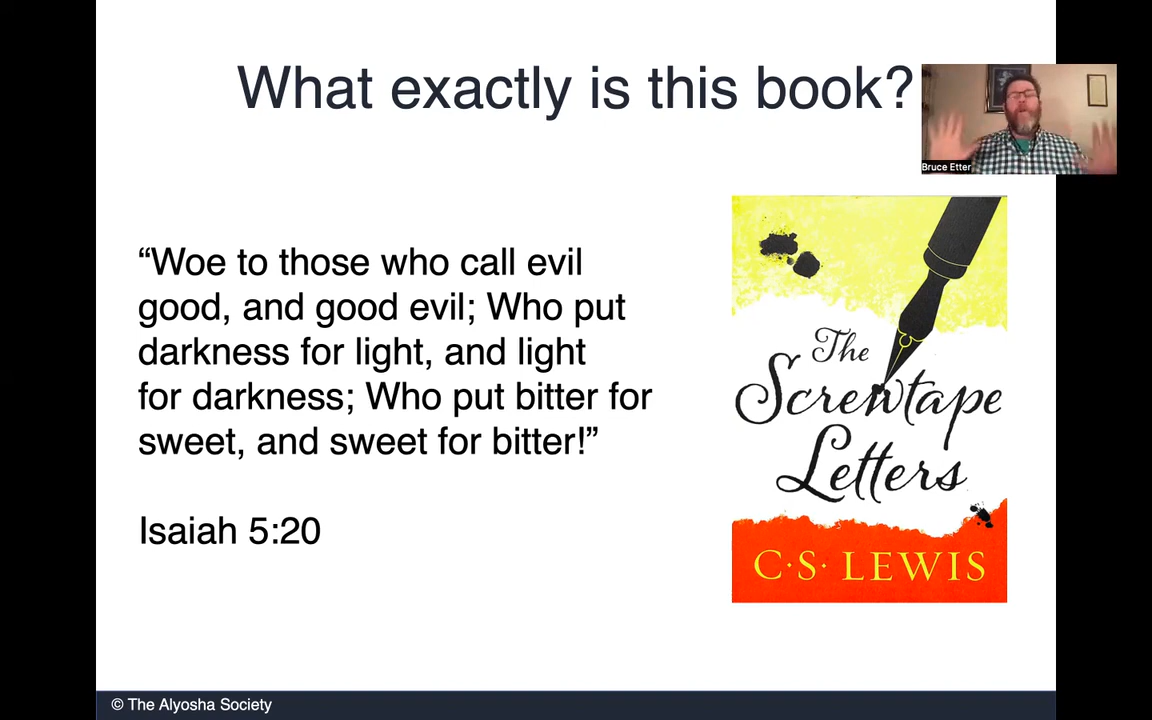 What exactly is this book?
Bruce Etter
“Woe to those who call evil
good, and good evil; Who put
darkness for light, and light
for darkness; Who put bitter for
sweet, and sweet for bitter!”
Isaiah 5:20
The
Screwtape
Letters
C·S· LEWIS
© The Alyosha Society